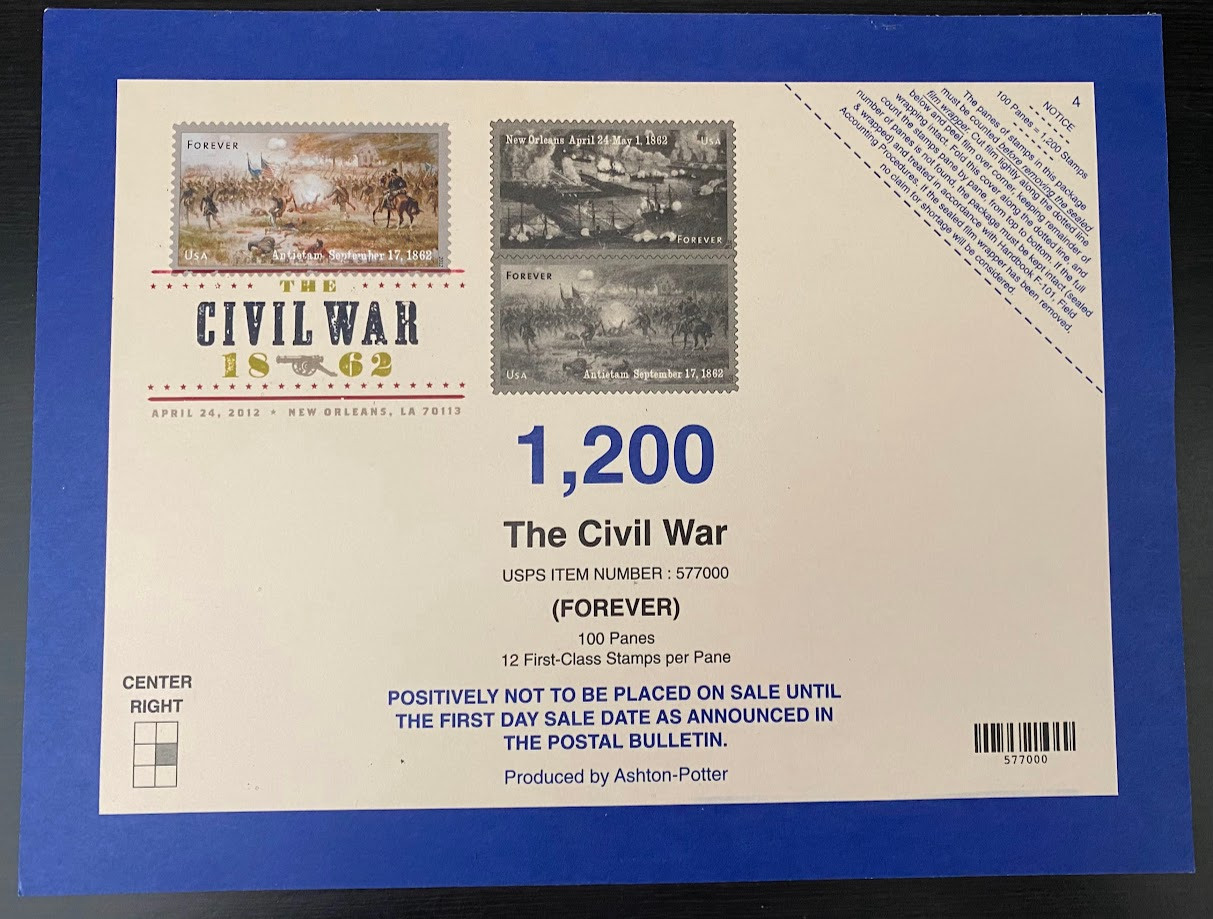 FOREVER
USA
Antietam September 17, 1862
THE
CIVIL WAR
18 62
APRIL 24, 2012 ★ NEW ORLEANS, LA 70113
New Orleans April 24-May 1, 1862 USA
FOREVER
FOREVER
USA
Antietam September 17, 1862
4
NOTICE
100 Panes = 1,200 Stamps
The panes of stamps in this package
must be counted before removing the sealed
film wrapper. Cut film lightly along the dotted line
below and peel film over corner, keeping remainder of
wrapping intact. Fold this cover along the dotted line, and
count the stamps pane by pane, from top to bottom. If the full
number of panes is not found, the package must be kept intact (sealed
& wrapped) and treated in accordance with Handbook F-101, Field
Accounting Procedures. If the sealed film wrapper has been removed,
no claim for shortage will be considered.
1,200
The Civil War
USPS ITEM NUMBER : 577000
(FOREVER)
100 Panes
12 First-Class Stamps per Pane
POSITIVELY NOT TO BE PLACED ON SALE UNTIL
THE FIRST DAY SALE DATE AS ANNOUNCED IN
THE POSTAL BULLETIN.
Produced by Ashton-Potter
CENTER
RIGHT
577000